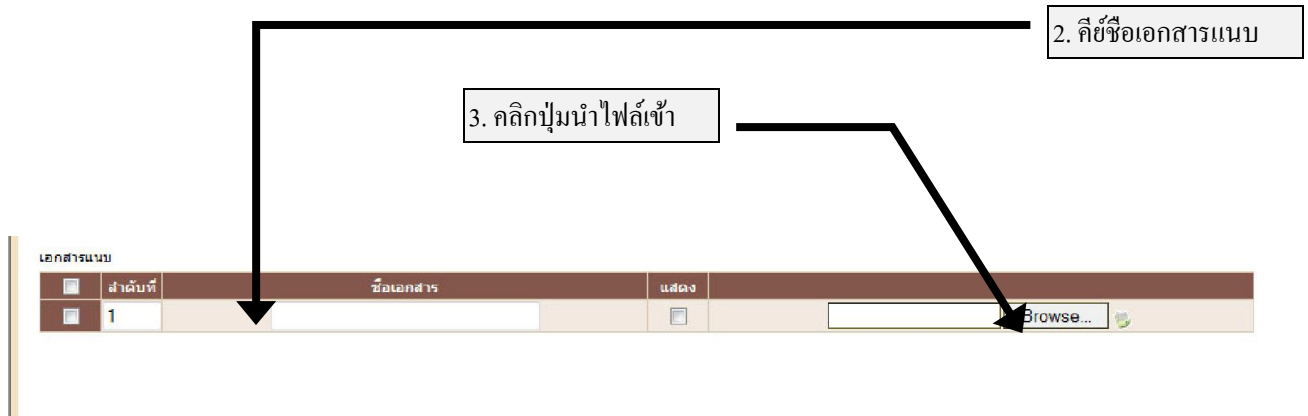 2. คีย์ชื่อเอกสารแนบ
3. คลิกปุ่มนำไฟล์เข้า
เอกสารแนบ
ลำดับที่ ชื่อเอกสาร แสดง
1 Browse...